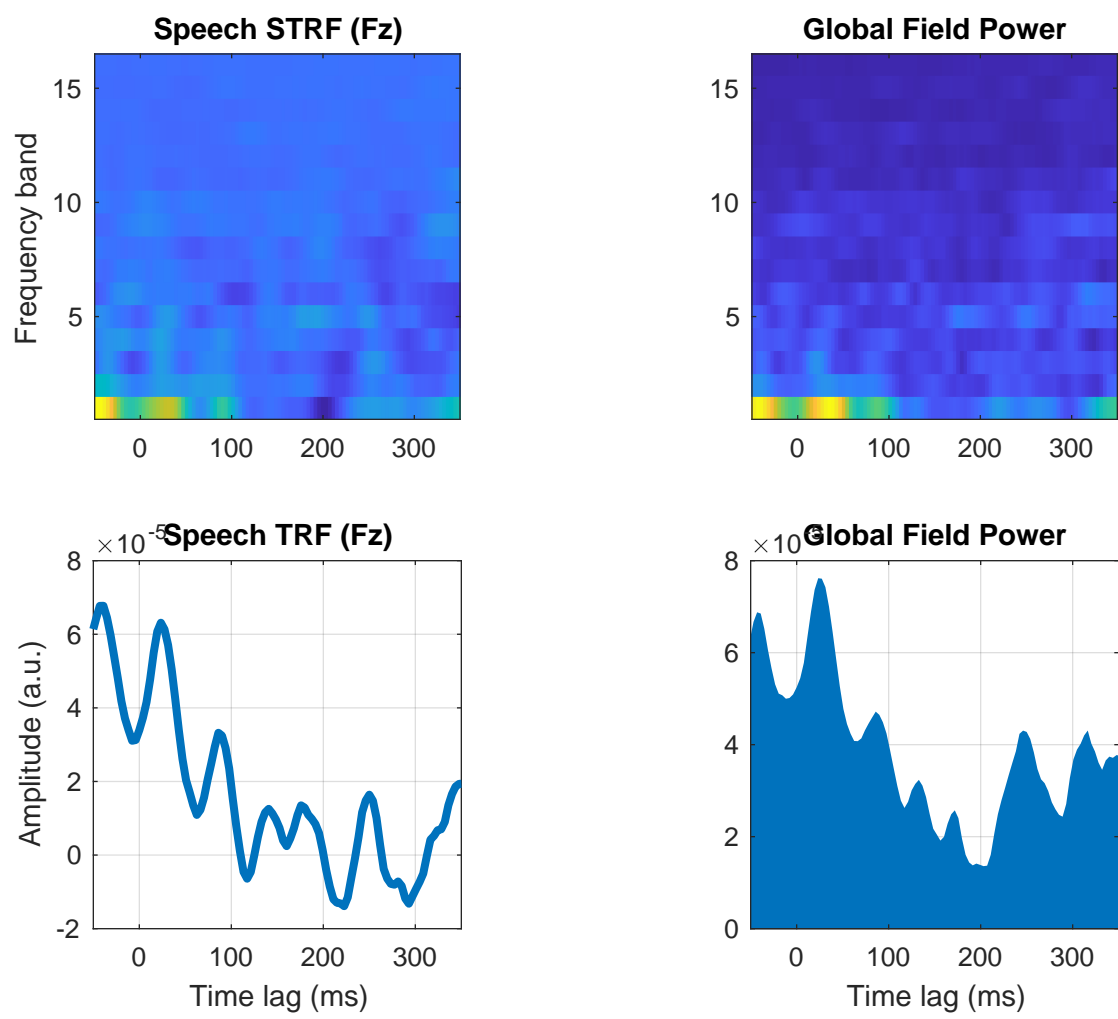 Speech STRF (Fz)
Global Field Power
Frequency band
15
10
5
0 100 200 300
15
10
5
0 100 200 300
Speech TRF (Fz)
×10⁻⁵
Amplitude (a.u.)
8
6
4
2
0
-2
0 100 200 300
Time lag (ms)
Global Field Power
×10⁻⁵
8
6
4
2
0
0 100 200 300
Time lag (ms)